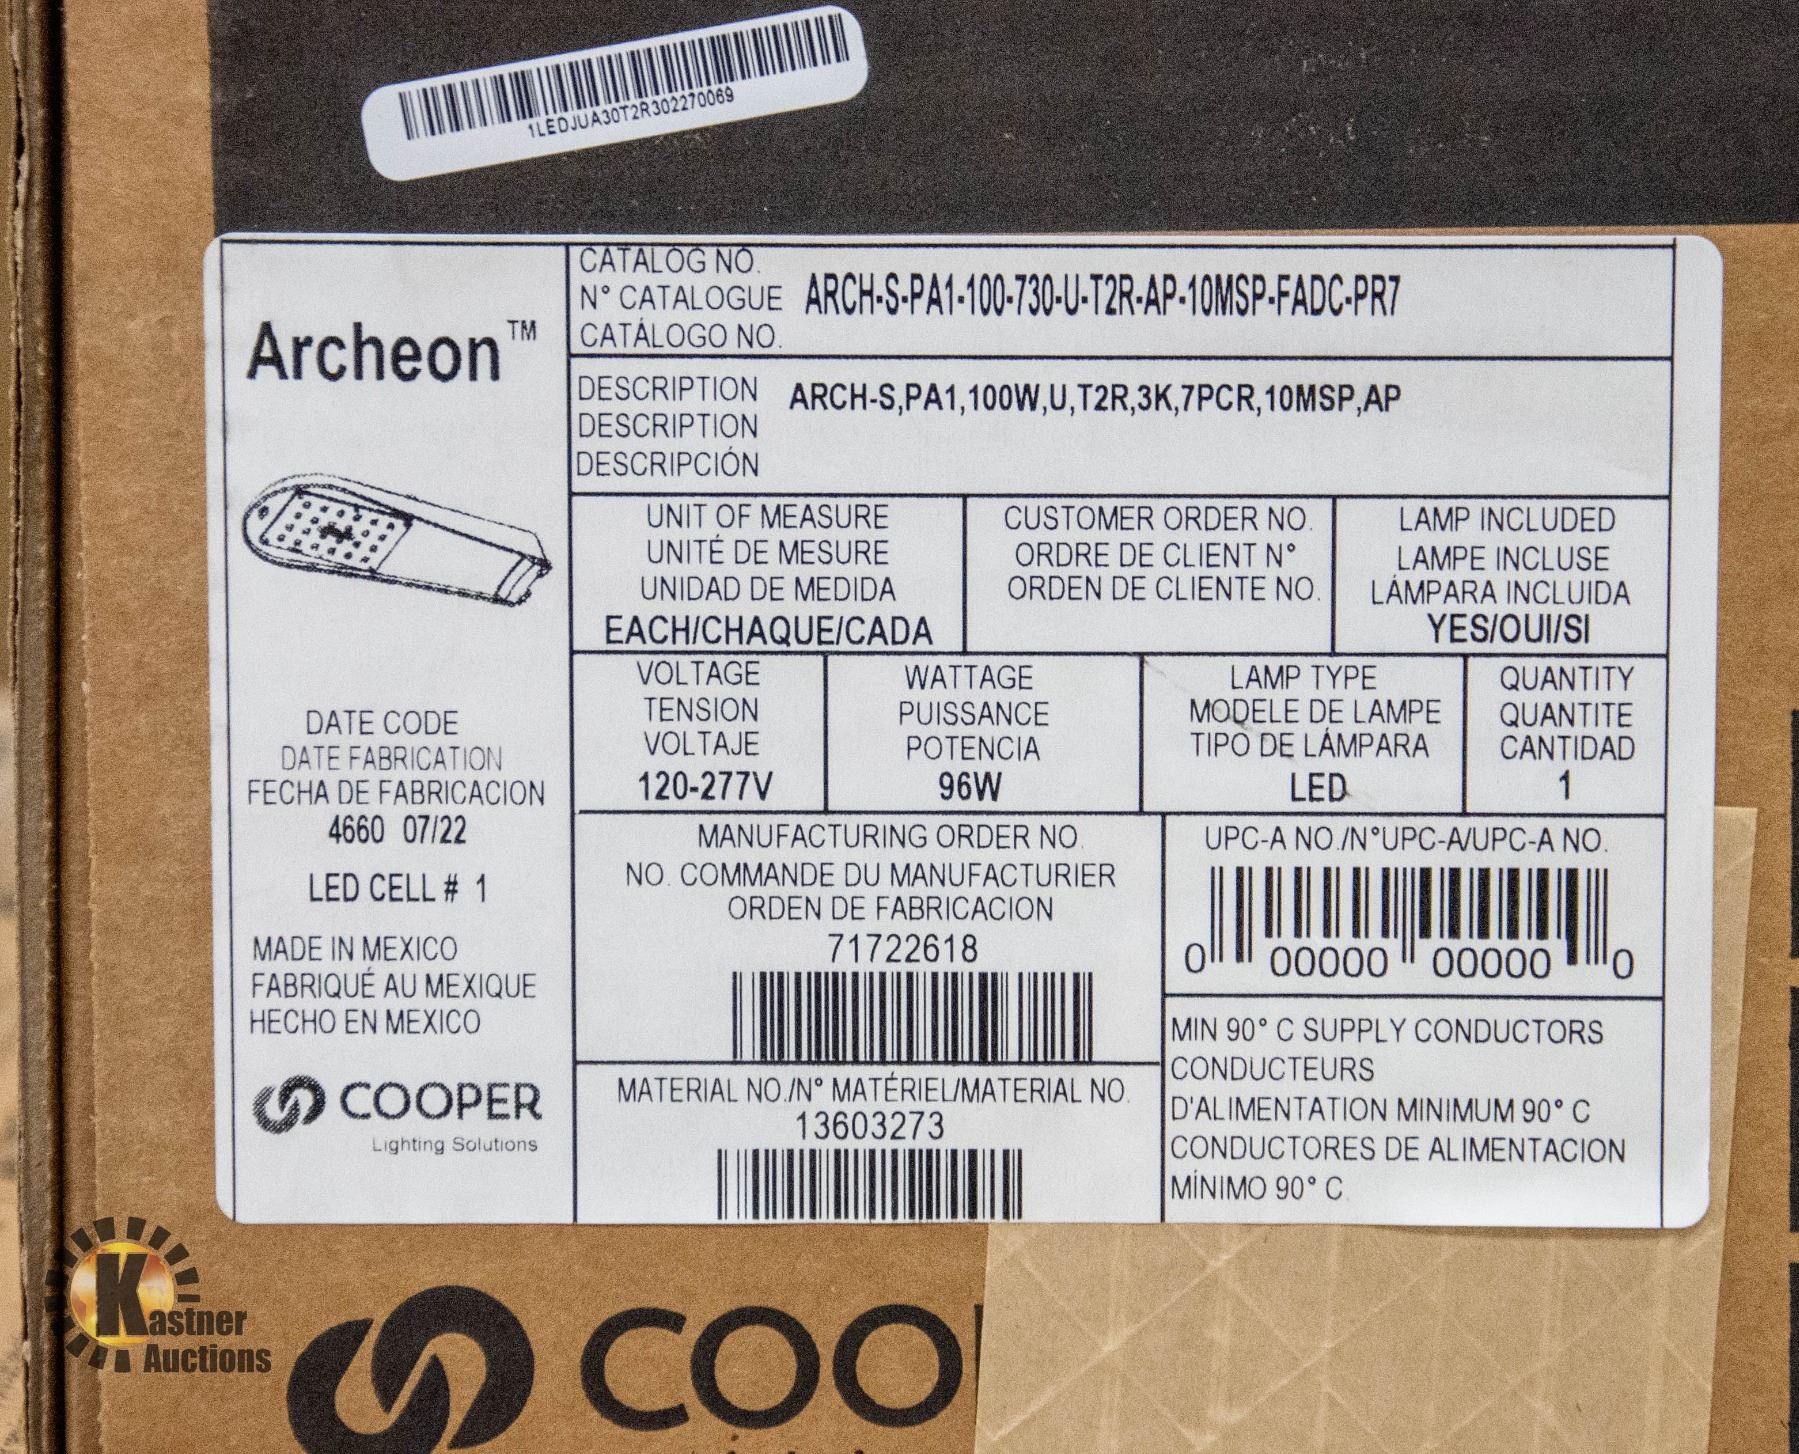 1LEDJUA30T2R302270069
Archeon™
CATALOG NO.
N° CATALOGUE
CATÁLOGO NO.
ARCH-S-PA1-100-730-U-T2R-AP-10MSP-FADC-PR7
DESCRIPTION
DESCRIPTION
DESCRIPCIÓN
ARCH-S,PA1,100W,U,T2R,3K,7PCR,10MSP,AP
UNIT OF MEASURE
UNITÉ DE MESURE
UNIDAD DE MEDIDA
EACH/CHAQUE/CADA
CUSTOMER ORDER NO.
ORDRE DE CLIENT N°
ORDEN DE CLIENTE NO.
LAMP INCLUDED
LAMPE INCLUSE
LÁMPARA INCLUIDA
YES/OUI/SI
VOLTAGE
TENSION
VOLTAJE
120-277V
WATTAGE
PUISSANCE
POTENCIA
96W
LAMP TYPE
MODELE DE LAMPE
TIPO DE LÁMPARA
LED
QUANTITY
QUANTITE
CANTIDAD
1
DATE CODE
DATE FABRICATION
FECHA DE FABRICACION
4660 07/22
LED CELL # 1
MADE IN MEXICO
FABRIQUÉ AU MEXIQUE
HECHO EN MEXICO
COOPER
Lighting Solutions
MANUFACTURING ORDER NO.
NO. COMMANDE DU MANUFACTURIER
ORDEN DE FABRICACION
71722618
MATERIAL NO./N° MATÉRIEL/MATERIAL NO.
13603273
UPC-A NO./N°UPC-A/UPC-A NO.
0 00000 00000 0
MIN 90° C SUPPLY CONDUCTORS
CONDUCTEURS
D'ALIMENTATION MINIMUM 90° C
CONDUCTORES DE ALIMENTACION
MÍNIMO 90° C.
Kastner
Auctions
COO